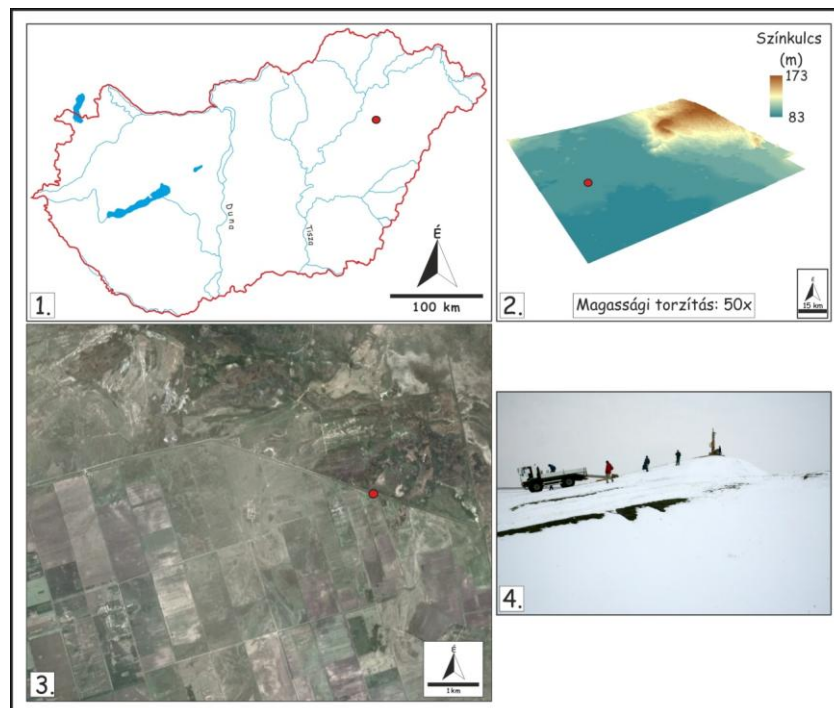 Duna
Tisza
É
100 km
1.
Színkulcs
(m)
173
83
É
15 km
2.
Magassági torzítás: 50x
É
1 km
3.
4.